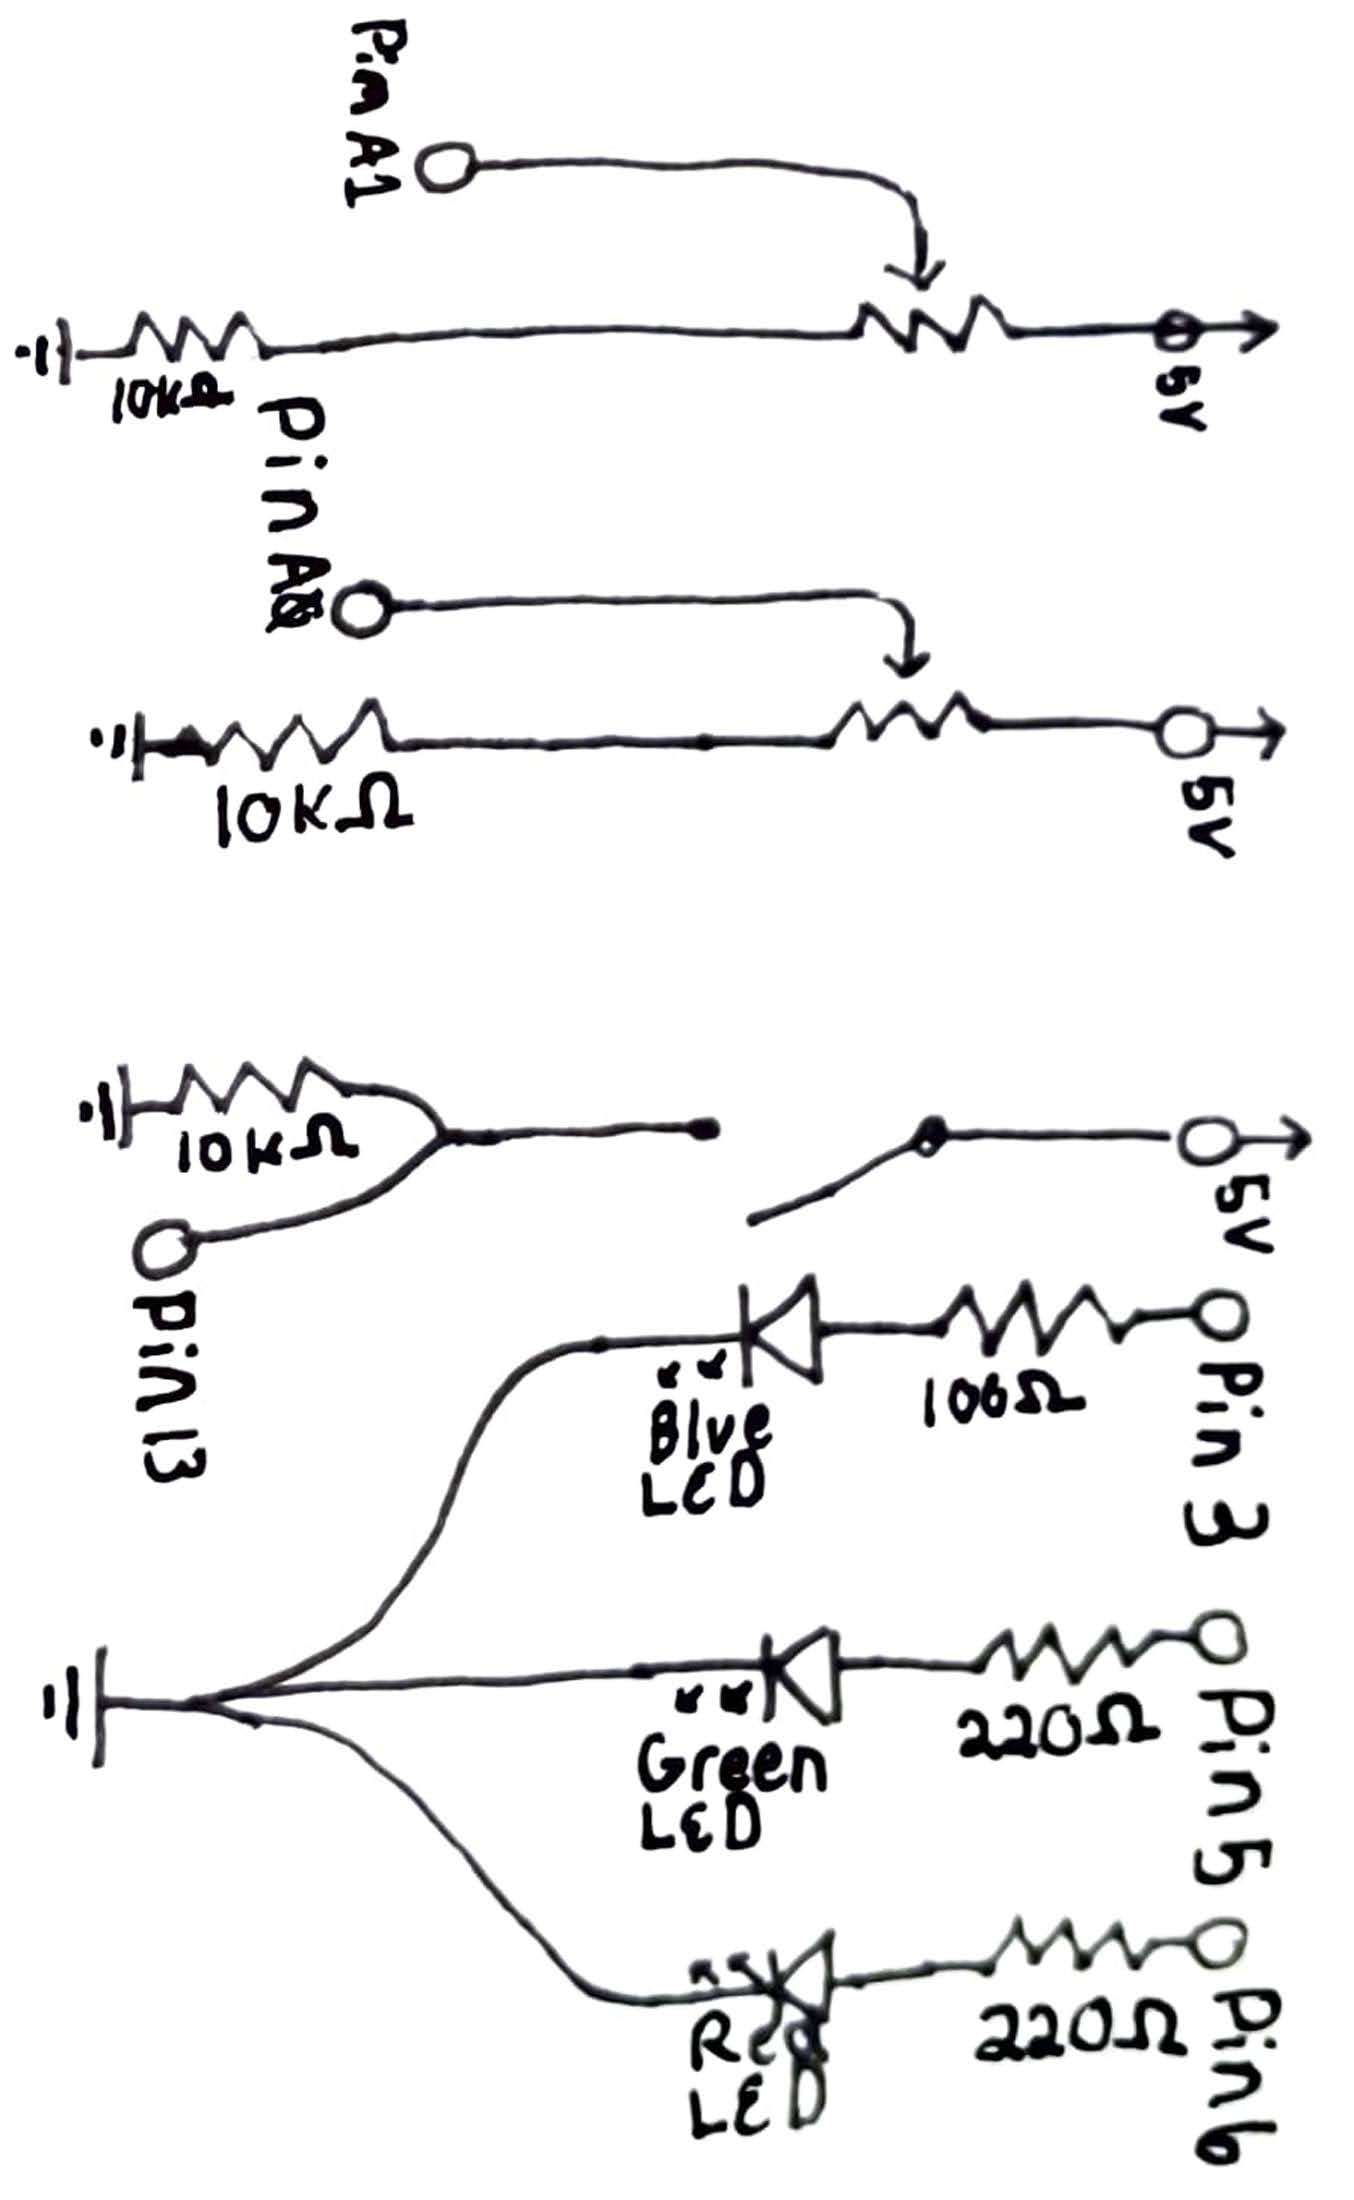 5V
5V
5V
Pin 3
Pin 5
Pin 6
100Ω
220Ω
220Ω
Blue
LED
Green
LED
Red
LED
Pin A1
Pin A0
10KΩ
10KΩ
10KΩ
Pin 13